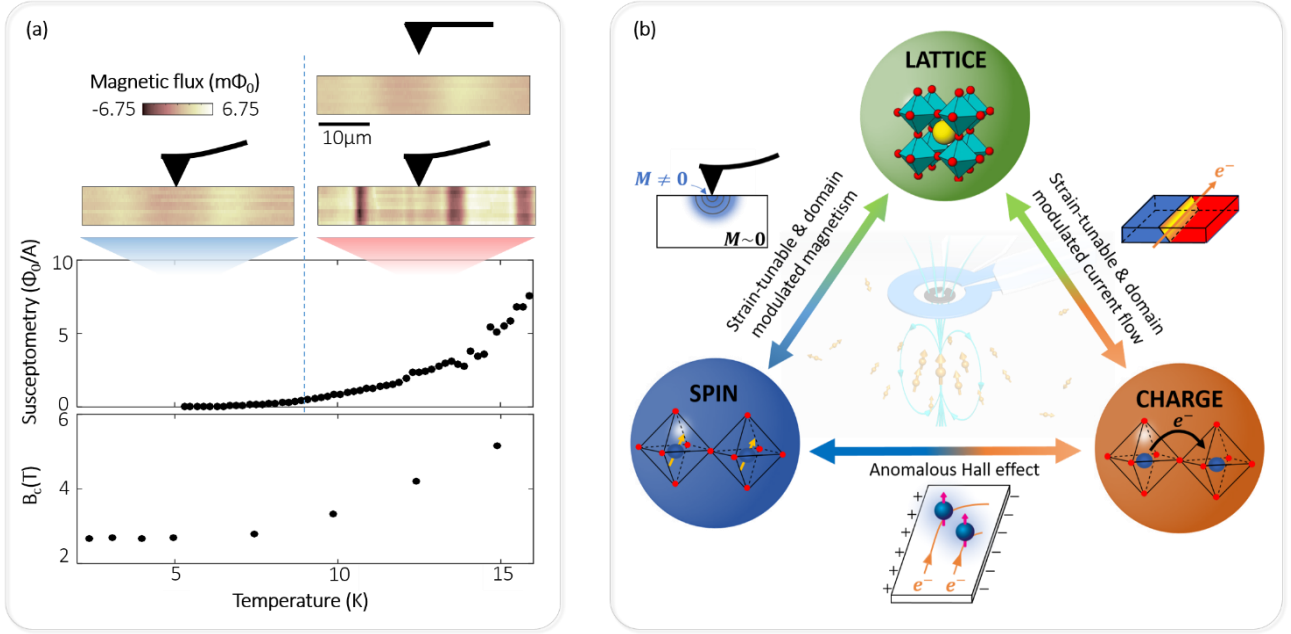 (a)
Magnetic flux (mΦ₀)
-6.75 6.75
10μm
Susceptometry (Φ₀/A)
10
5
0
B_c(T)
6
4
2
5 10 15
Temperature (K)
(b)
LATTICE
M ≠ 0
M~0
Strain-tunable & domain
modulated magnetism
Strain-tunable & domain
modulated current flow
e⁻
SPIN
CHARGE
e⁻
Anomalous Hall effect
+ + + + + +
− − − − − −
e⁻ e⁻